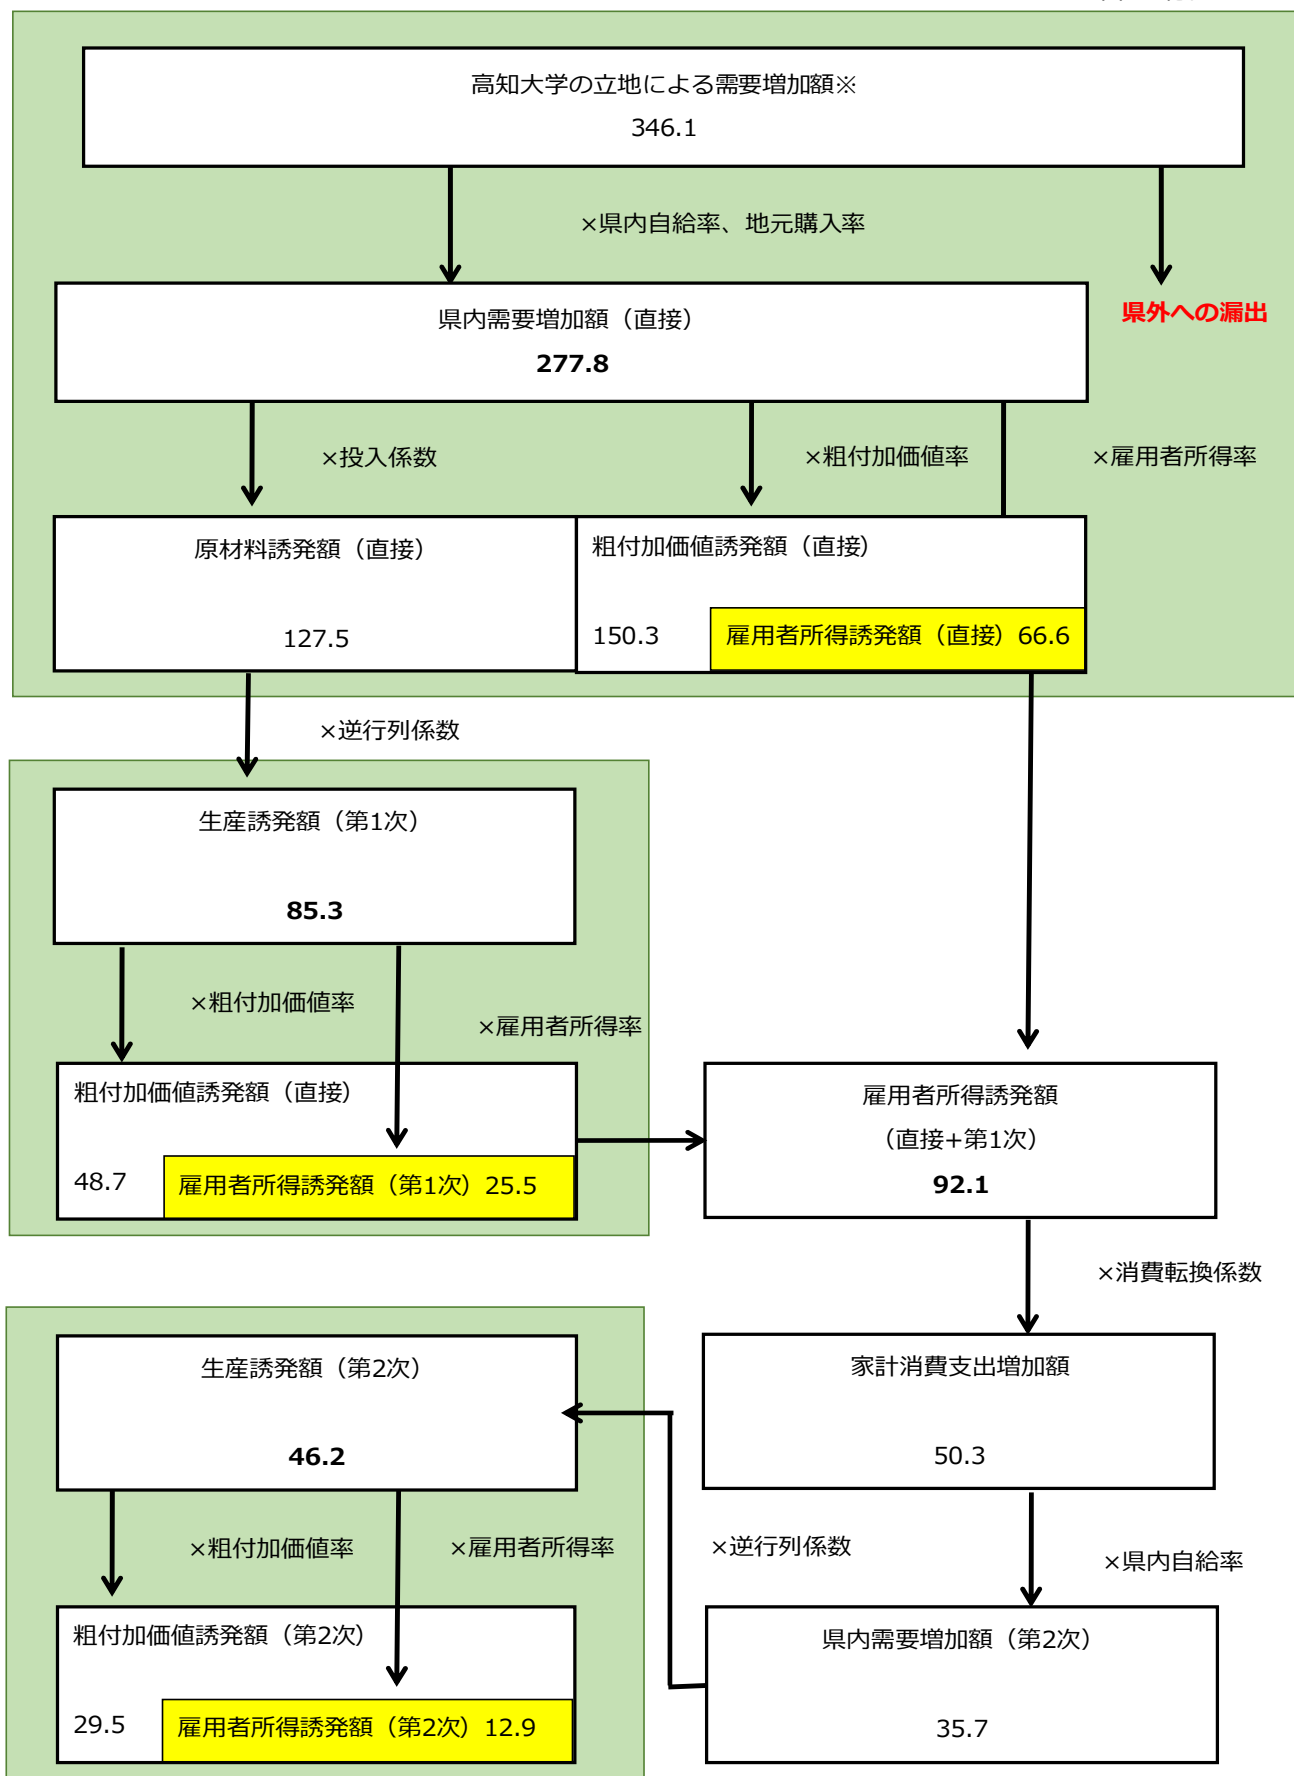 高知大学の立地による需要増加額※
346.1
×県内自給率、地元購入率
県外への漏出
県内需要増加額（直接）
277.8
×投入係数
×粗付加価値率
×雇用者所得率
原材料誘発額（直接）
127.5
粗付加価値誘発額（直接）
150.3
雇用者所得誘発額（直接）66.6
×逆行列係数
生産誘発額（第1次）
85.3
×粗付加価値率
×雇用者所得率
粗付加価値誘発額（直接）
48.7
雇用者所得誘発額（第1次）25.5
雇用者所得誘発額
（直接+第1次）
92.1
×消費転換係数
家計消費支出増加額
50.3
×県内自給率
県内需要増加額（第2次）
35.7
×逆行列係数
生産誘発額（第2次）
46.2
×粗付加価値率
×雇用者所得率
粗付加価値誘発額（第2次）
29.5
雇用者所得誘発額（第2次）12.9